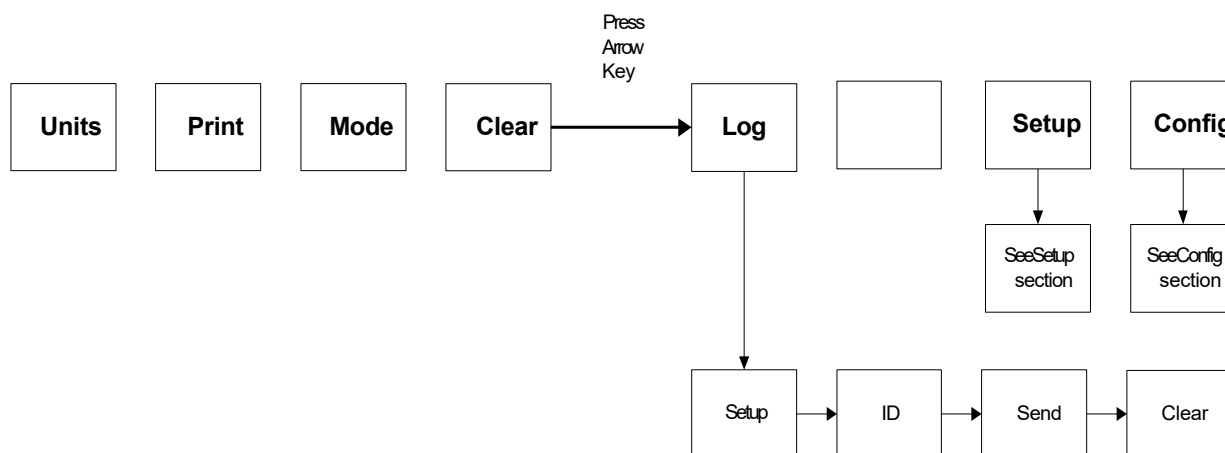 Press
Arrow
Key
Units
Print
Mode
Clear
Log
Setup
Config
SeeSetup
section
SeeConfig
section
Setup
ID
Send
Clear